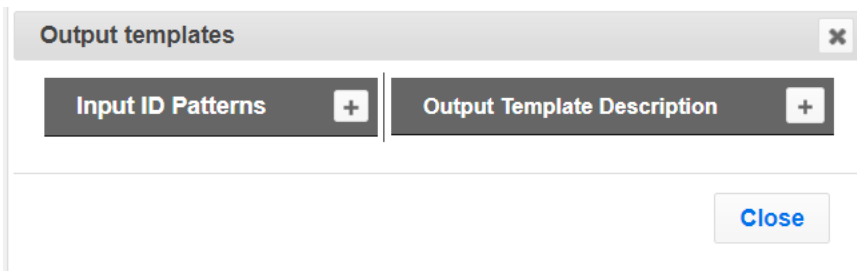 Output templates
Input ID Patterns
Output Template Description
Close